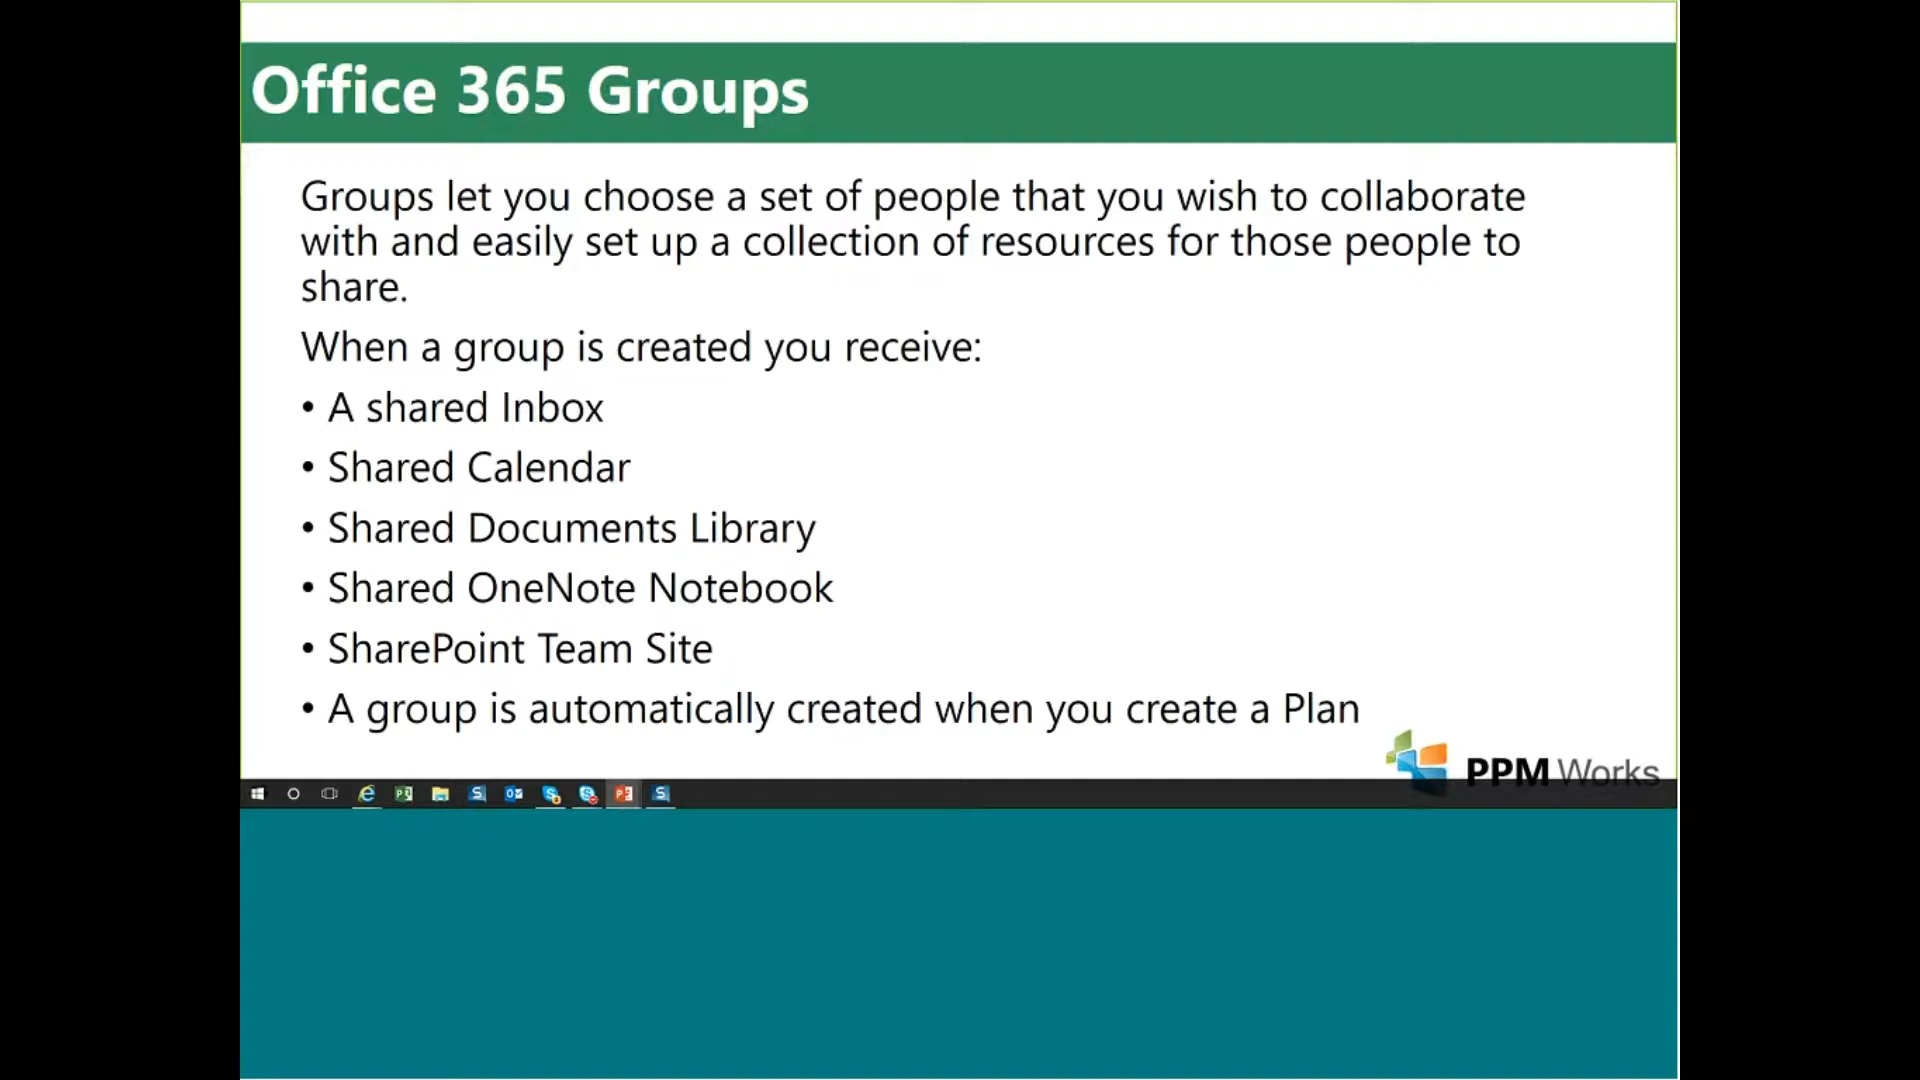 Office 365 Groups
Groups let you choose a set of people that you wish to collaborate
with and easily set up a collection of resources for those people to
share.
When a group is created you receive:
• A shared Inbox
• Shared Calendar
• Shared Documents Library
• Shared OneNote Notebook
• SharePoint Team Site
• A group is automatically created when you create a Plan
PPM Works